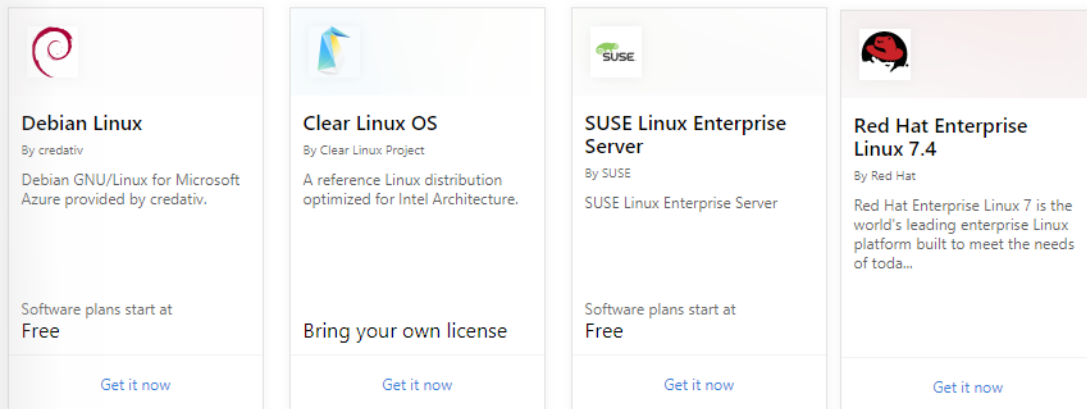 Debian Linux
By credativ
Debian GNU/Linux for Microsoft
Azure provided by credativ.
Software plans start at
Free
Get it now
Clear Linux OS
By Clear Linux Project
A reference Linux distribution
optimized for Intel Architecture.
Bring your own license
Get it now
SUSE
SUSE Linux Enterprise
Server
By SUSE
SUSE Linux Enterprise Server
Software plans start at
Free
Get it now
Red Hat Enterprise
Linux 7.4
By Red Hat
Red Hat Enterprise Linux 7 is the
world's leading enterprise Linux
platform built to meet the needs
of toda...
Get it now